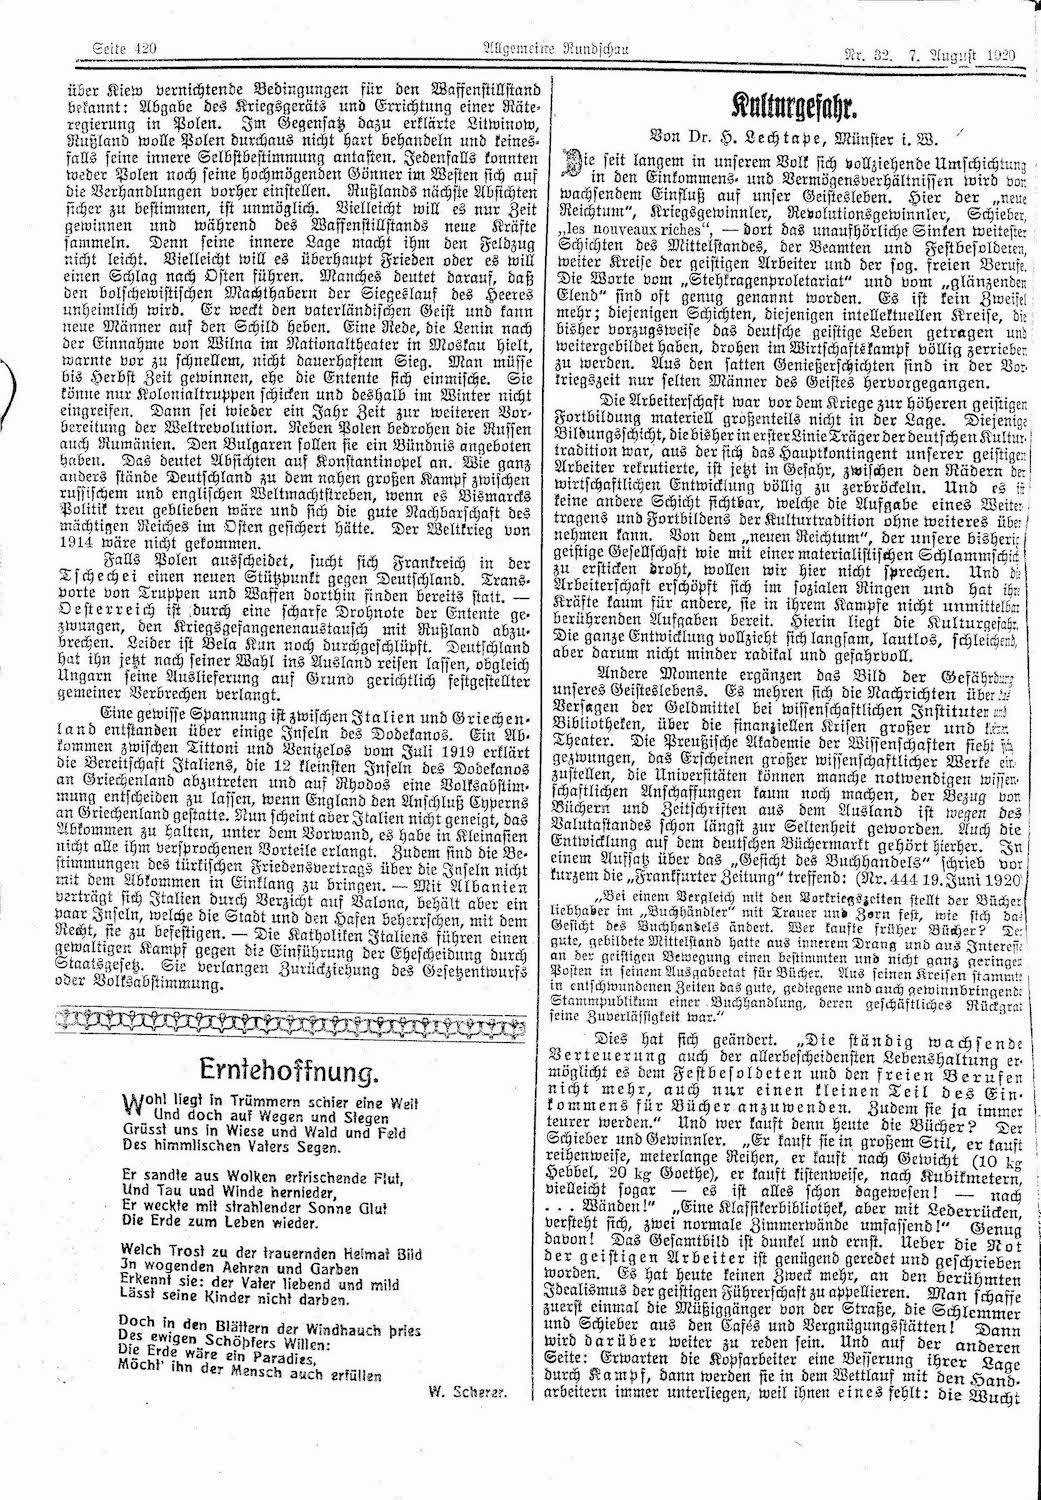 Seite 420
Allgemeine Rundschau
Nr. 32. 7. August 1920
über Kiew vernichtende Bedingungen für den Waffenstillstand
bekannt: Abgabe des Kriegsgeräts und Errichtung einer Räte-
regierung in Polen. Im Gegensatz dazu erklärte Litwinow,
Rußland wolle Polen durchaus nicht hart behandeln und keines-
falls seine innere Selbstbestimmung antasten. Jedenfalls konnten
weder Polen noch seine hochmögenden Gönner im Westen sich auf
die Verhandlungen vorher einstellen. Rußlands nächste Absichten
sicher zu bestimmen, ist unmöglich. Vielleicht will es nur Zeit
gewinnen und während des Waffenstillstands neue Kräfte
sammeln. Denn seine innere Lage macht ihm den Feldzug
nicht leicht. Vielleicht will es überhaupt Frieden oder es will
einen Schlag nach Osten führen. Manches deutet darauf, daß
den bolschewistischen Machthabern der Siegeslauf des Heeres
unheimlich wird. Er weckt den vaterländischen Geist und kann
neue Männer auf den Schild heben. Eine Rede, die Lenin nach
der Einnahme von Wilna im Nationaltheater in Moskau hielt,
warnte vor zu schnellem, nicht dauerhaftem Sieg. Man müsse
bis Herbst Zeit gewinnen, ehe die Entente sich einmische. Sie
könne nur Kolonialtruppen schicken und deshalb im Winter nicht
eingreifen. Dann sei wieder ein Jahr Zeit zur weiteren Vor-
bereitung der Weltrevolution. Neben Polen bedrohen die Russen
auch Rumänien. Den Bulgaren sollen sie ein Bündnis angeboten
haben. Das deutet Absichten auf Konstantinopel an. Wie ganz
anders stände Deutschland zu dem nahen großen Kampf zwischen
russischem und englischen Weltmachtstreben, wenn es Bismarcks
Politik treu geblieben wäre und sich die gute Nachbarschaft des
mächtigen Reiches im Osten gesichert hätte. Der Weltkrieg von
1914 wäre nicht gekommen.
Falls Polen ausscheidet, sucht sich Frankreich in der
Tschechei einen neuen Stützpunkt gegen Deutschland. Trans-
porte von Truppen und Waffen dorthin finden bereits statt. —
Oesterreich ist durch eine scharfe Drohnote der Entente ge-
zwungen, den Kriegsgefangenenaustausch mit Rußland abzu-
brechen. Leider ist Bela Kun noch durchgeschlüpft. Deutschland
hat ihn jetzt nach seiner Wahl ins Ausland reisen lassen, obgleich
Ungarn seine Auslieferung auf Grund gerichtlich festgestellter
gemeiner Verbrechen verlangt.
Eine gewisse Spannung ist zwischen Italien und Griechen-
land entstanden über einige Inseln des Dodekanos. Ein Ab-
kommen zwischen Tittoni und Venizelos vom Juli 1919 erklärt
die Bereitschaft Italiens, die 12 kleinsten Inseln des Dodekanos
an Griechenland abzutreten und auf Rhodos eine Volksabstim-
mung entscheiden zu lassen, wenn England den Anschluß Cyperns
an Griechenland gestatte. Nun scheint aber Italien nicht geneigt, das
Abkommen zu halten, unter dem Vorwand, es habe in Kleinasien
nicht alle ihm versprochenen Vorteile erlangt. Zudem sind die Be-
stimmungen des türkischen Friedensvertrags über die Inseln nicht
mit dem Abkommen in Einklang zu bringen. — Mit Albanien
verträgt sich Italien durch Verzicht auf Valona, behält aber ein
paar Inseln, welche die Stadt und den Hafen beherrschen, mit dem
Recht, sie zu befestigen. — Die Katholiken Italiens führen einen
gewaltigen Kampf gegen die Einführung der Ehescheidung durch
Staatsgesetz. Sie verlangen Zurückziehung des Gesetzentwurfs
oder Volksabstimmung.
Erntehoffnung.
Wohl liegt in Trümmern schier eine Welt
Und doch auf Wegen und Stegen
Grüsst uns in Wiese und Wald und Feld
Des himmlischen Vaters Segen.
Er sandte aus Wolken erfrischende Flut,
Und Tau und Winde hernieder,
Er weckte mit strahlender Sonne Glut
Die Erde zum Leben wieder.
Welch Trost zu der trauernden Heimat Bild
In wogenden Aehren und Garben
Erkennt sie: der Vater liebend und mild
Lässt seine Kinder nicht darben.
Doch in den Blättern der Windhauch pries
Des ewigen Schöpfers Willen:
Die Erde wäre ein Paradies,
Möcht' ihn der Mensch auch erfüllen
W. Scherer.
Kulturgefahr.
Von Dr. H. Lechtape, Münster i. W.
Die seit langem in unserem Volk sich vollziehende Umschichtung
in den Einkommens- und Vermögensverhältnissen wird von
wachsendem Einfluß auf unser Geistesleben. Hier der „neue
Reichtum“, Kriegsgewinnler, Revolutionsgewinnler, Schieber,
„les nouveaux riches“, — dort das unaufhörliche Sinken weitester
Schichten des Mittelstandes, der Beamten und Festbesoldeten,
weiter Kreise der geistigen Arbeiter und der sog. freien Berufe.
Die Worte vom „Stehkragenproletariat“ und vom „glänzenden
Elend“ sind oft genug genannt worden. Es ist kein Zweifel
mehr; diejenigen Schichten, diejenigen intellektuellen Kreise, die
bisher vorzugsweise das deutsche geistige Leben getragen und
weitergebildet haben, drohen im Wirtschaftskampf völlig zerrieben
zu werden. Aus den satten Genießerschichten sind in der Vor-
kriegszeit nur selten Männer des Geistes hervorgegangen.
Die Arbeiterschaft war vor dem Kriege zur höheren geistigen
Fortbildung materiell großenteils nicht in der Lage. Diejenige
Bildungsschicht, die bisher in erster Linie Träger der deutschen Kultur-
tradition war, aus der sich das Hauptkontingent unserer geistigen
Arbeiter rekrutierte, ist jetzt in Gefahr, zwischen den Rädern der
wirtschaftlichen Entwicklung völlig zu zerbröckeln. Und es ist
keine andere Schicht sichtbar, welche die Aufgabe eines Weiter-
tragens und Fortbildens der Kulturtradition ohne weiteres über-
nehmen kann. Von dem „neuen Reichtum“, der unsere bisherige
geistige Gesellschaft wie mit einer materialistischen Schlammschicht
zu ersticken droht, wollen wir hier nicht sprechen. Und die
Arbeiterschaft erschöpft sich im sozialen Ringen und hat ihre
Kräfte kaum für andere, sie in ihrem Kampfe nicht unmittelbar
berührenden Aufgaben bereit. Hierin liegt die Kulturgefahr.
Die ganze Entwicklung vollzieht sich langsam, lautlos, schleichend,
aber darum nicht minder radikal und gefahrvoll.
Andere Momente ergänzen das Bild der Gefährdung
unseres Geisteslebens. Es mehren sich die Nachrichten über das
Versagen der Geldmittel bei wissenschaftlichen Instituten und
Bibliotheken, über die finanziellen Krisen großer und kleiner
Theater. Die Preußische Akademie der Wissenschaften sieht sich
gezwungen, das Erscheinen großer wissenschaftlicher Werke ein-
zustellen, die Universitäten können manche notwendigen wissen-
schaftlichen Anschaffungen kaum noch machen, der Bezug von
Büchern und Zeitschriften aus dem Ausland ist wegen des
Valutastandes schon längst zur Seltenheit geworden. Auch die
Entwicklung auf dem deutschen Büchermarkt gehört hierher. In
einem Aufsatz über das „Gesicht des Buchhandels“ schrieb vor
kurzem die „Frankfurter Zeitung“ treffend: (Nr. 444 19. Juni 1920)
„Bei einem Vergleich mit den Vorkriegszeiten stellt der Bücher-
liebhaber im „Buchhändler“ mit Trauer und Zorn fest, wie sich das
Gesicht des Buchhandels ändert. Wer kaufte früher Bücher? Der
gute, gebildete Mittelstand hatte aus innerem Drang und aus Interesse
an der geistigen Bewegung einen bestimmten und nicht ganz geringen
Posten in seinem Ausgabeetat für Bücher. Aus seinen Kreisen stammte
in entschwundenen Zeiten das gute, gediegene und auch gewinnbringende
Stammpublikum einer Buchhandlung, deren geschäftliches Rückgrat
seine Zuverlässigkeit war.“
Dies hat sich geändert. „Die ständig wachsende
Verteuerung auch der allerbescheidensten Lebenshaltung er-
möglicht es dem Festbesoldeten und den freien Berufen
nicht mehr, auch nur einen kleinen Teil des Ein-
kommens für Bücher anzuwenden. Zudem sie ja immer
teurer werden.“ Und wer kauft denn heute die Bücher? Der
Schieber und Gewinnler. „Er kauft sie in großem Stil, er kauft
reihenweise, meterlange Reihen, er kauft nach Gewicht (10 kg
Hebbel, 20 kg Goethe), er kauft kistenweise, nach Kubikmetern,
vielleicht sogar — es ist alles schon dagewesen! — nach
. . . Wänden!“ „Eine Klassikerbibliothek, aber mit Lederrücken,
versteht sich, zwei normale Zimmerwände umfassend!“ Genug
davon! Das Gesamtbild ist dunkel und ernst. Ueber die Not
der geistigen Arbeiter ist genügend geredet und geschrieben
worden. Es hat heute keinen Zweck mehr, an den berühmten
Idealismus der geistigen Führerschaft zu appellieren. Man schaffe
zuerst einmal die Müßiggänger von der Straße, die Schlemmer
und Schieber aus den Cafés und Vergnügungsstätten! Dann
wird darüber weiter zu reden sein. Und auf der anderen
Seite: Erwarten die Kopfarbeiter eine Besserung ihrer Lage
durch Kampf, dann werden sie in dem Wettlauf mit den Hand-
arbeitern immer unterliegen, weil ihnen eines fehlt: die Wucht